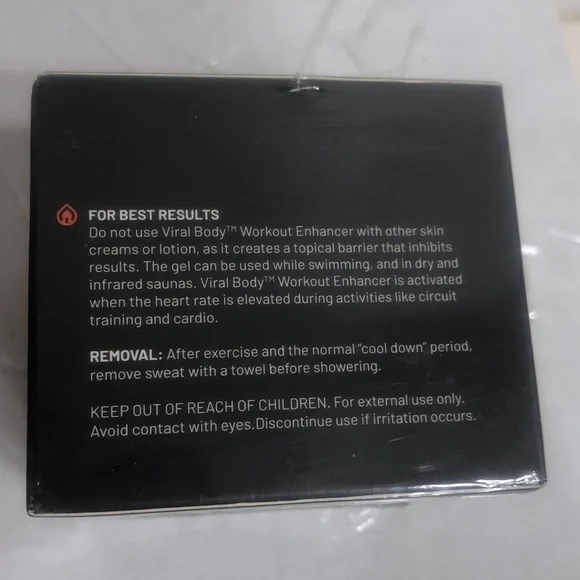 FOR BEST RESULTS
Do not use Viral Body™ Workout Enhancer with other skin
creams or lotion, as it creates a topical barrier that inhibits
results. The gel can be used while swimming, and in dry and
infrared saunas. Viral Body™ Workout Enhancer is activated
when the heart rate is elevated during activities like circuit
training and cardio.
REMOVAL: After exercise and the normal "cool down" period,
remove sweat with a towel before showering.
KEEP OUT OF REACH OF CHILDREN. For external use only.
Avoid contact with eyes.Discontinue use if irritation occurs.